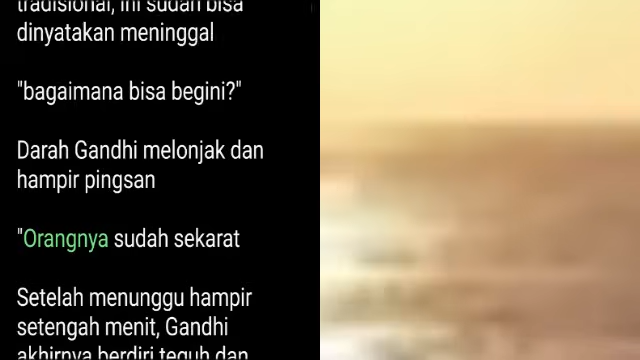 tradisional, ini sudah bisa
dinyatakan meninggal
"bagaimana bisa begini?"
Darah Gandhi melonjak dan
hampir pingsan
"Orangnya sudah sekarat
Setelah menunggu hampir
setengah menit, Gandhi
akhirnya berdiri teguh dan